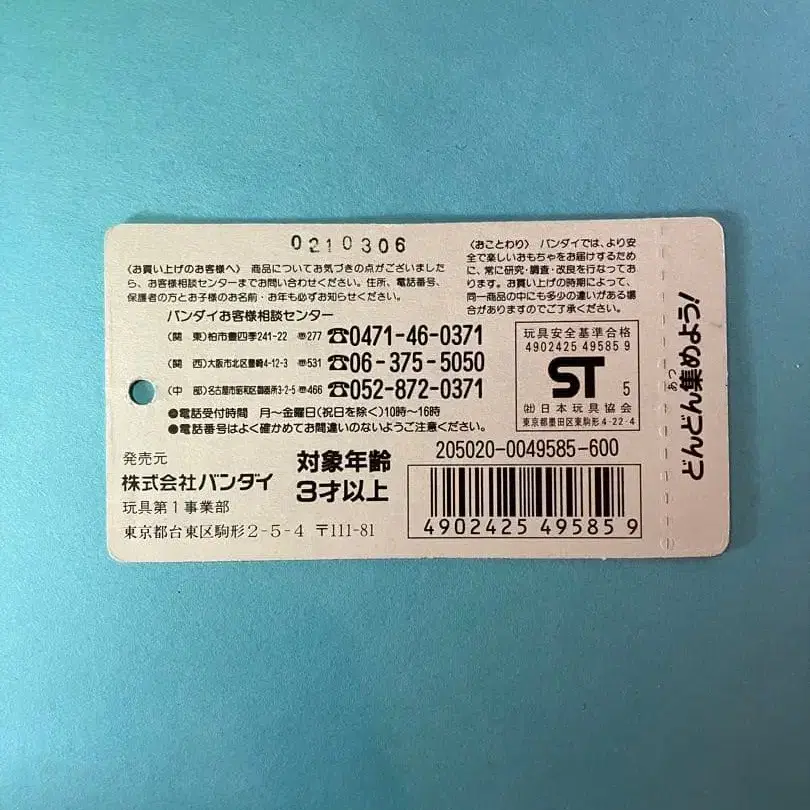 0210306
〈お買い上げのお客様へ〉 商品についてお気づきの点がございました
ら、お客様相談センターまでお問い合わせください。住所、電話番号、
保護者の方とお子様のお名前・お年も必ずお知らせください。
バンダイお客様相談センター
(関 東)柏市豊四季241-22 〠277 ☎0471-46-0371
(関 西)大阪市北区豊崎4-12-3 〠531 ☎06-375-5050
(中 部)名古屋市昭和区御器所3-2-5 〠466 ☎052-872-0371
●電話受付時間 月〜金曜日(祝日を除く)10時〜16時
●電話番号はよく確かめてお間違いのないようご注意ください。
〈おことわり〉 バンダイでは、より安
全で楽しいおもちゃをお届けするため
に、常に研究・調査・改良を行なってお
ります。お買い上げの時期によって、
同一商品の中にも多少の違いがある場
合がありますのでご了承ください。
玩具安全基準合格
4902425 49585 9
ST 5
(社)日本玩具協会
東京都墨田区東駒形4-22-4
発売元
株式会社バンダイ
玩具第1事業部
東京都台東区駒形2-5-4 〒111-81
対象年齢
3才以上
205020-0049585-600
4902425 495859
どんどん集めよう!
あつ